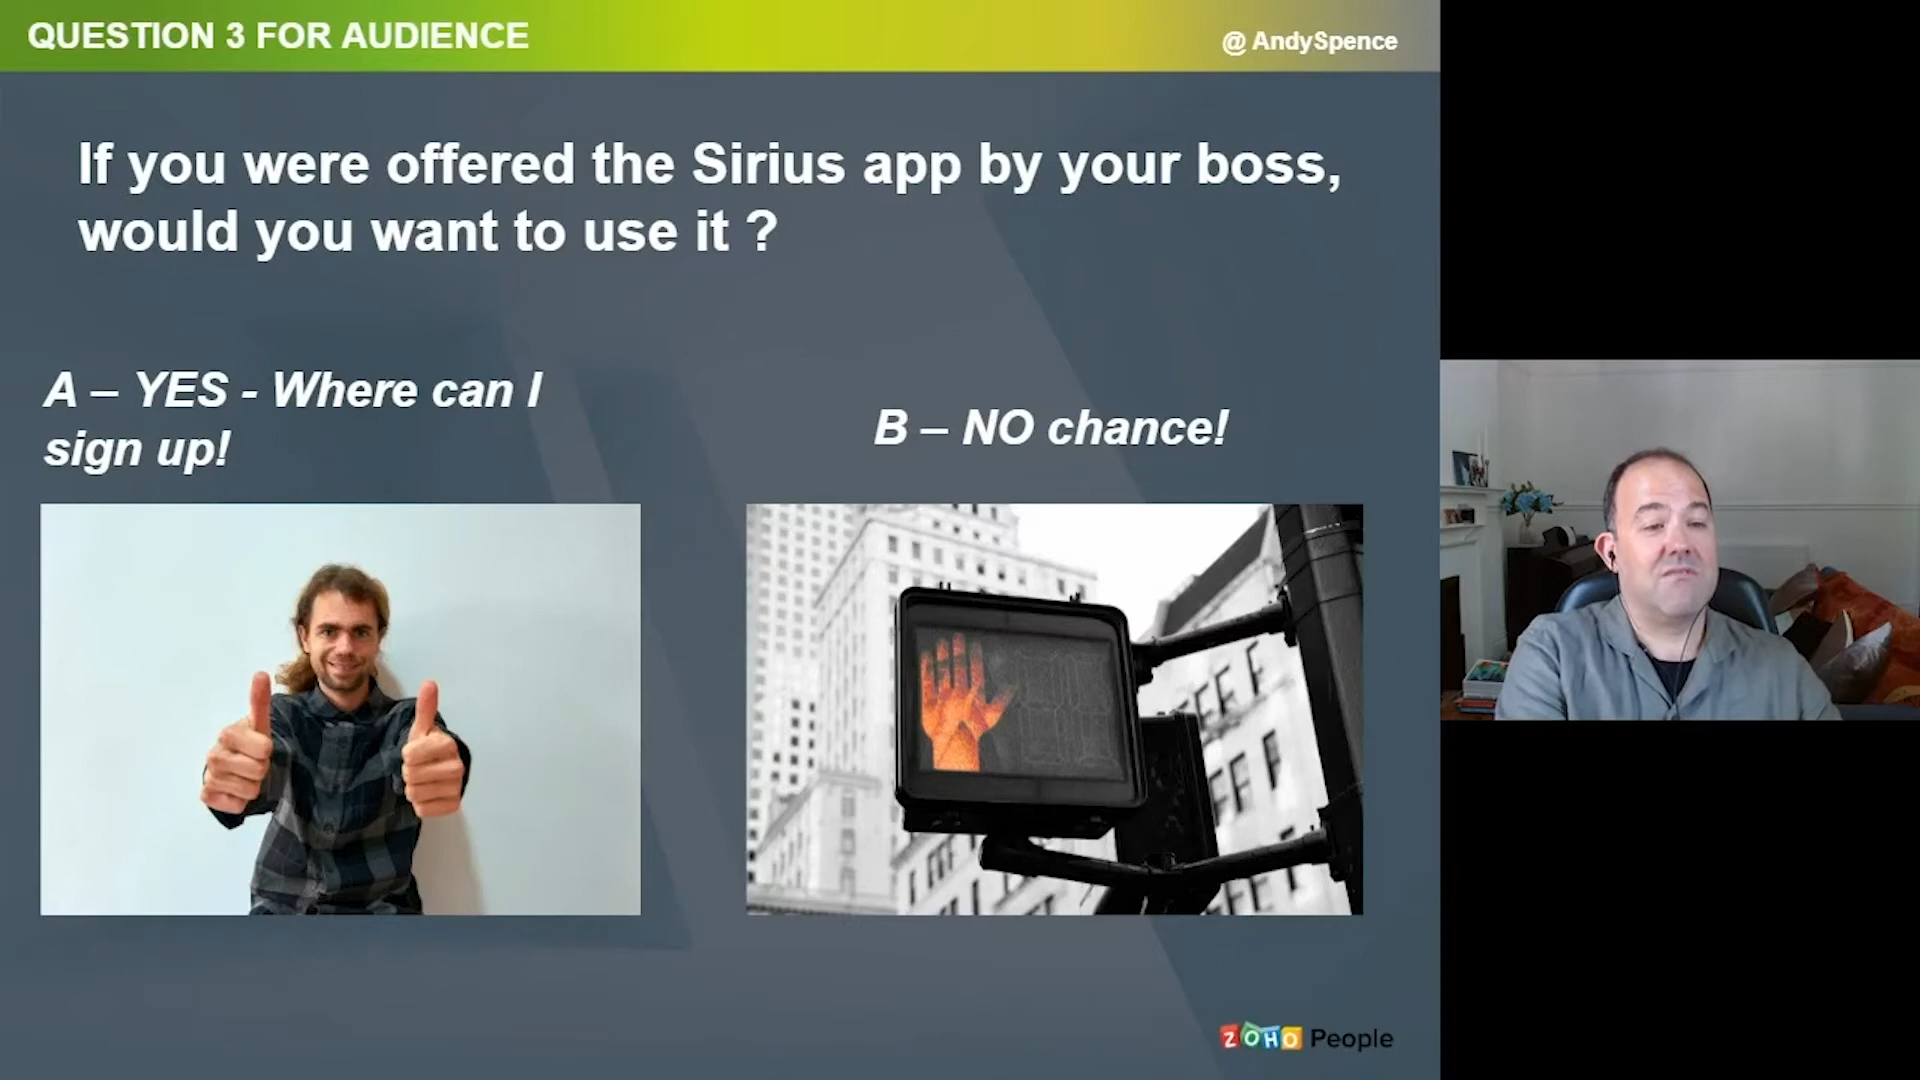 QUESTION 3 FOR AUDIENCE
@ AndySpence
If you were offered the Sirius app by your boss,
would you want to use it ?
A – YES - Where can I
sign up!
B – NO chance!
ZOHO People